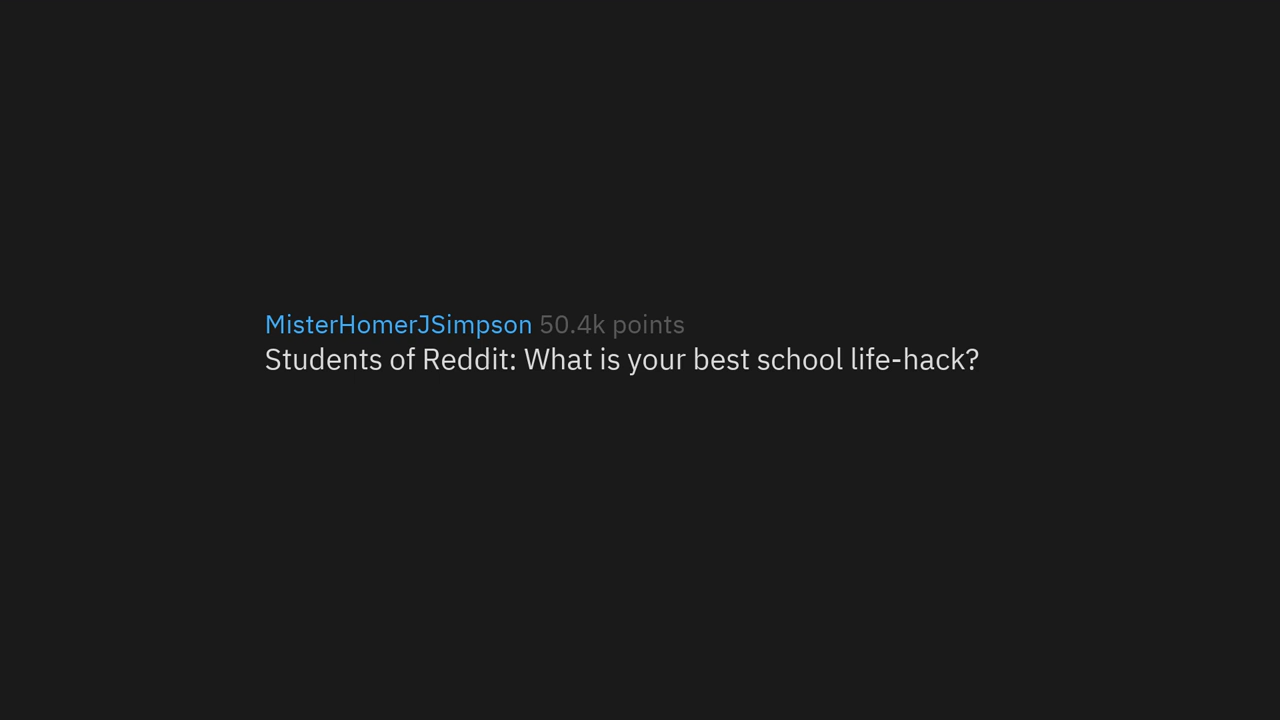 MisterHomerJSimpson 50.4k points
Students of Reddit: What is your best school life-hack?